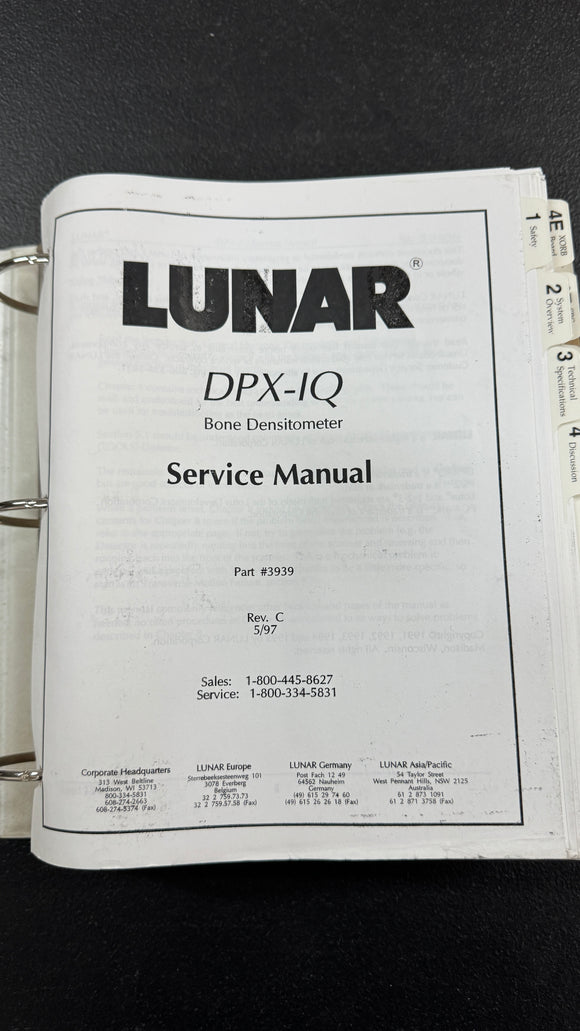 LUNAR®
DPX-IQ
Bone Densitometer
Service Manual
Part #3939
Rev. C
5/97
Sales: 1-800-445-8627
Service: 1-800-334-5831
Corporate Headquarters
313 West Beltline
Madison, WI 53713
800-334-5831
608-274-2663
608-274-5374 (Fax)
LUNAR Europe
Sterrebeeksesteenweg 101
3078 Everberg
Belgium
32 2 759.73.73
32 2 759.57.58 (Fax)
LUNAR Germany
Post Fach 12 49
64562 Nauheim
Germany
(49) 615 29 74 60
(49) 615 26 26 18 (Fax)
LUNAR Asia/Pacific
54 Taylor Street
West Pennant Hills, NSW 2125
Australia
61 2 873 1091
61 2 871 3758 (Fax)
4E XORB
Board
1 Safety
2 System
Overview
3 Technical
Specifications
4 Discussion